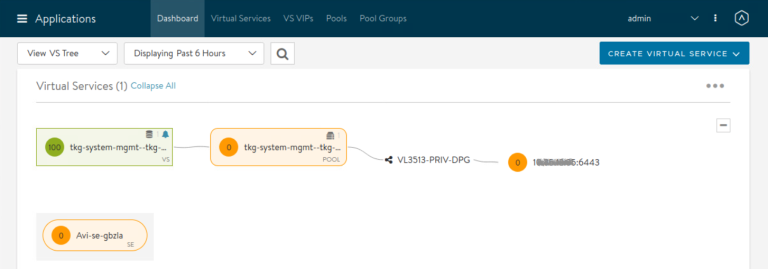 Applications
Dashboard
Virtual Services
VS VIPs
Pools
Pool Groups
admin
View VS Tree
Displaying Past 6 Hours
CREATE VIRTUAL SERVICE
Virtual Services (1) Collapse All
100
tkg-system-mgmt--tkg-...
VS
0
tkg-system-mgmt--tkg-...
POOL
VL3513-PRIV-DPG
0
:6443
0
Avi-se-gbzla
SE